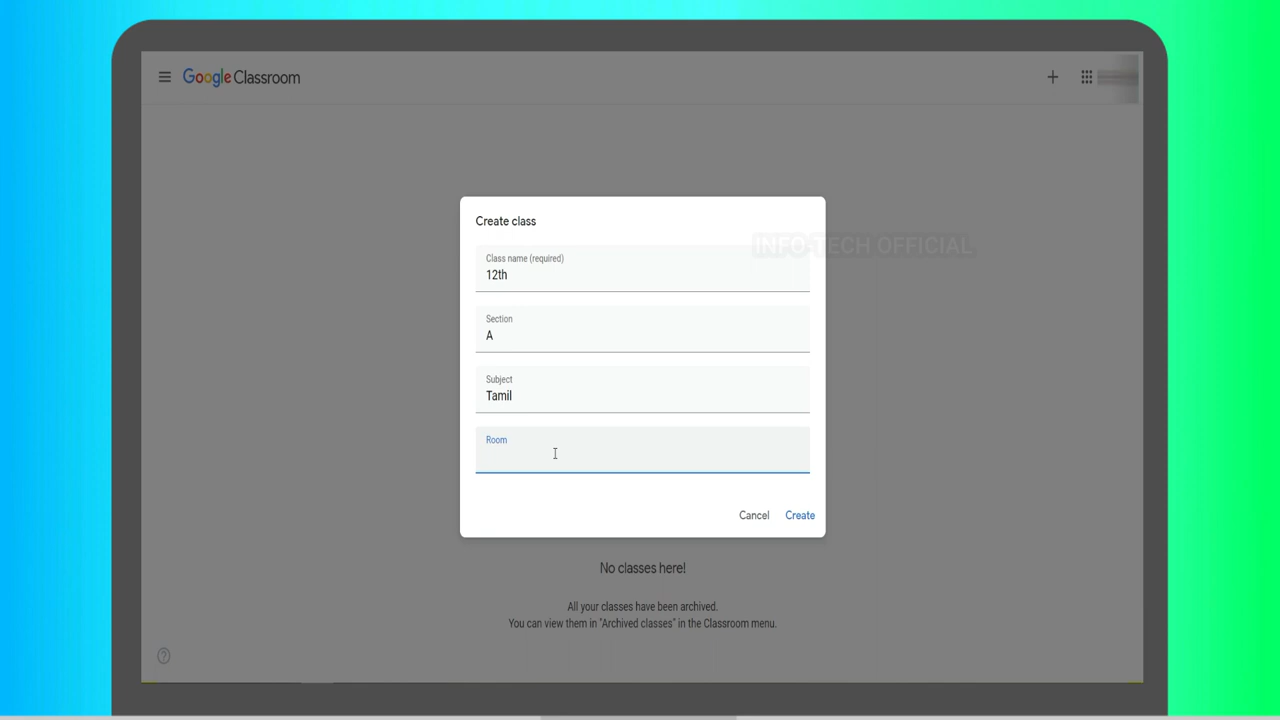 Google Classroom
Create class
INFO-TECH OFFICIAL
Class name (required)
12th
Section
A
Subject
Tamil
Room
Cancel Create
No classes here!
All your classes have been archived.
You can view them in "Archived classes" in the Classroom menu.